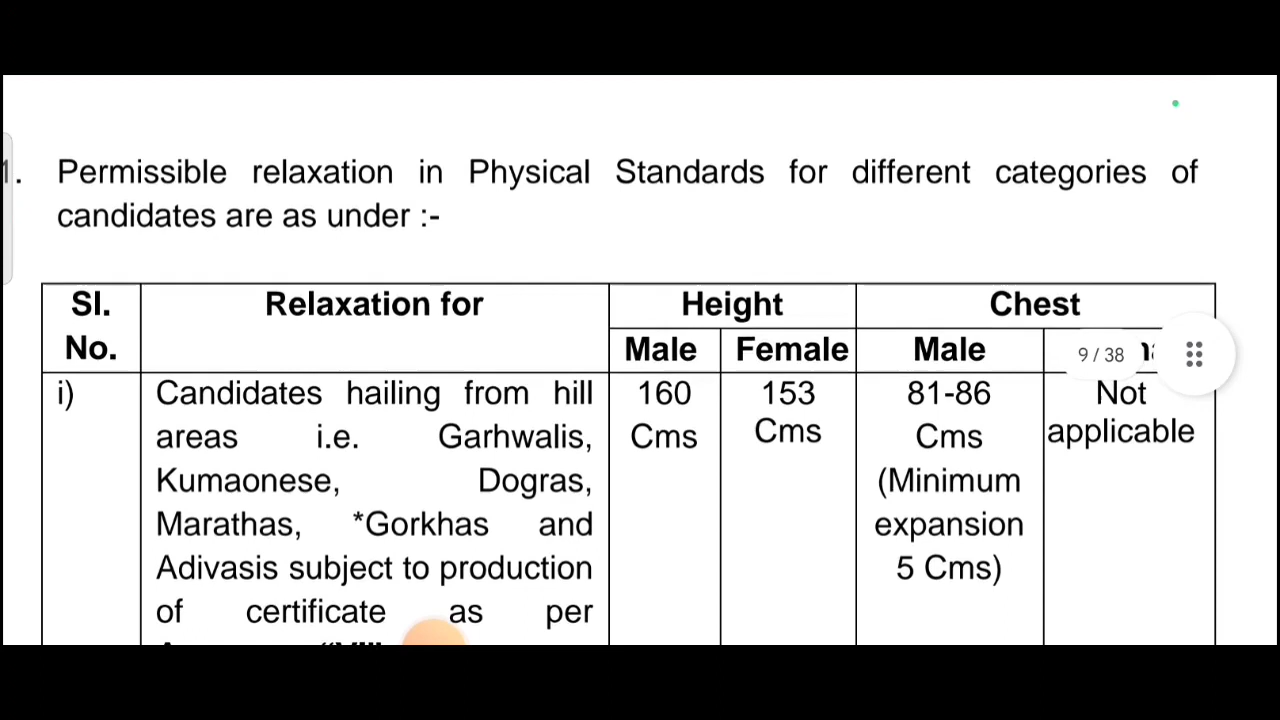 1. Permissible relaxation in Physical Standards for different categories of
candidates are as under :-
Sl. No.
Relaxation for
Height
Chest
Male
Female
Male
9 / 38
i)
Candidates hailing from hill
areas i.e. Garhwalis,
Kumaonese, Dogras,
Marathas, *Gorkhas and
Adivasis subject to production
of certificate as per
160
Cms
153
Cms
81-86
Cms
(Minimum
expansion
5 Cms)
Not
applicable